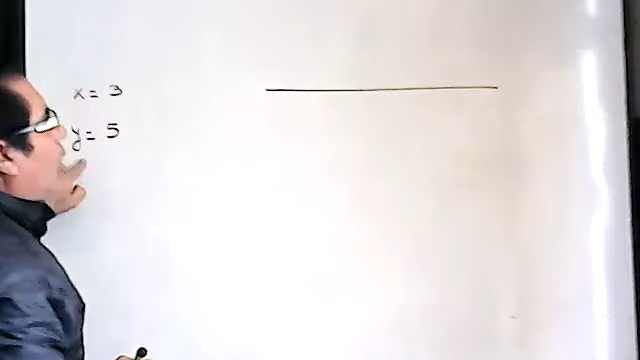 x = 3
y = 5